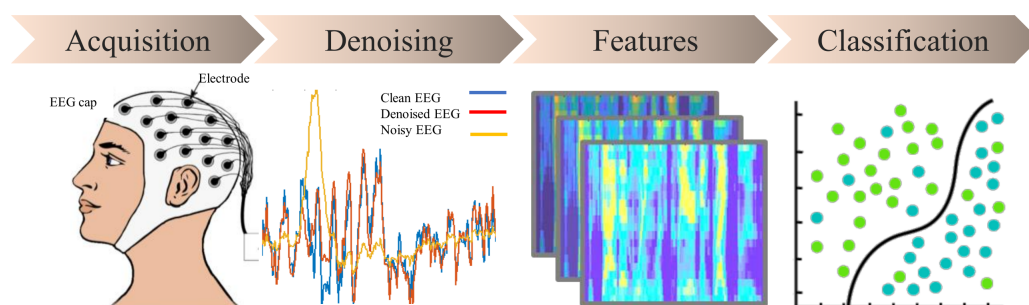 Acquisition
Denoising
Features
Classification
Electrode
EEG cap
Clean EEG
Denoised EEG
Noisy EEG